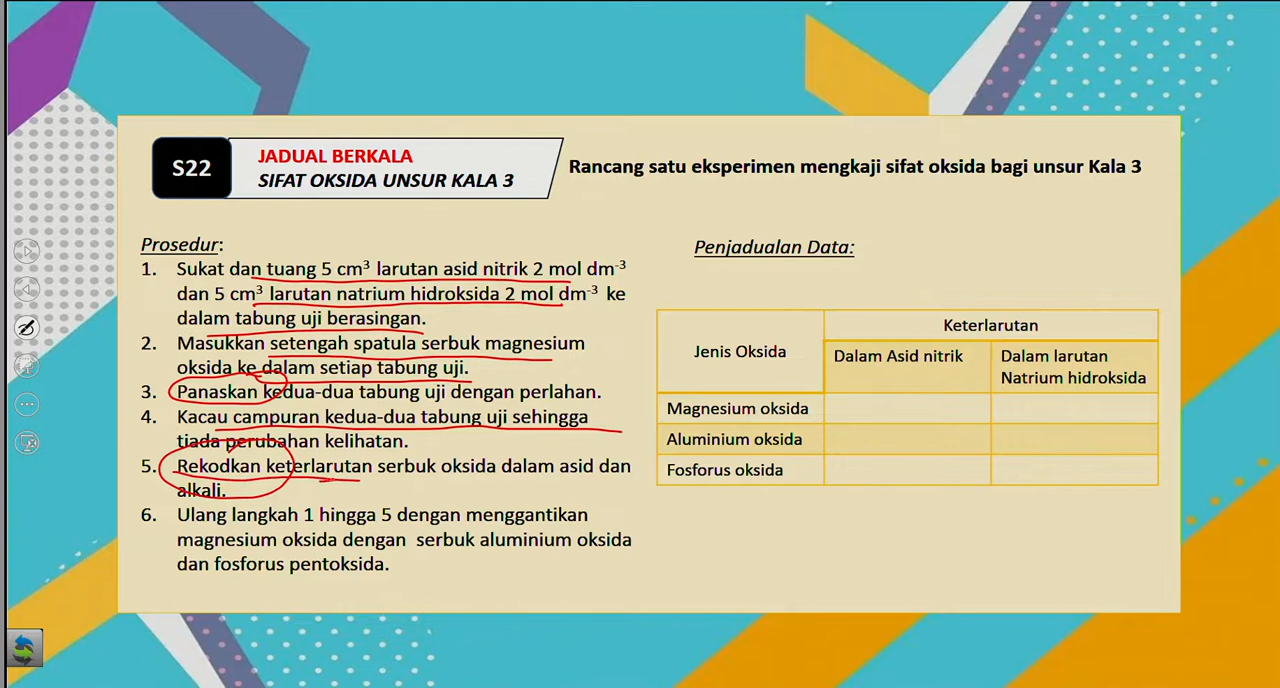 S22
JADUAL BERKALA
SIFAT OKSIDA UNSUR KALA 3
Rancang satu eksperimen mengkaji sifat oksida bagi unsur Kala 3
Prosedur:
1. Sukat dan tuang 5 cm³ larutan asid nitrik 2 mol dm⁻³
dan 5 cm³ larutan natrium hidroksida 2 mol dm⁻³ ke
dalam tabung uji berasingan.
2. Masukkan setengah spatula serbuk magnesium
oksida ke dalam setiap tabung uji.
3. Panaskan kedua-dua tabung uji dengan perlahan.
4. Kacau campuran kedua-dua tabung uji sehingga
tiada perubahan kelihatan.
5. Rekodkan keterlarutan serbuk oksida dalam asid dan
alkali.
6. Ulang langkah 1 hingga 5 dengan menggantikan
magnesium oksida dengan serbuk aluminium oksida
dan fosforus pentoksida.
Penjadualan Data:
Jenis Oksida
Keterlarutan
Dalam Asid nitrik
Dalam larutan
Natrium hidroksida
Magnesium oksida
Aluminium oksida
Fosforus oksida